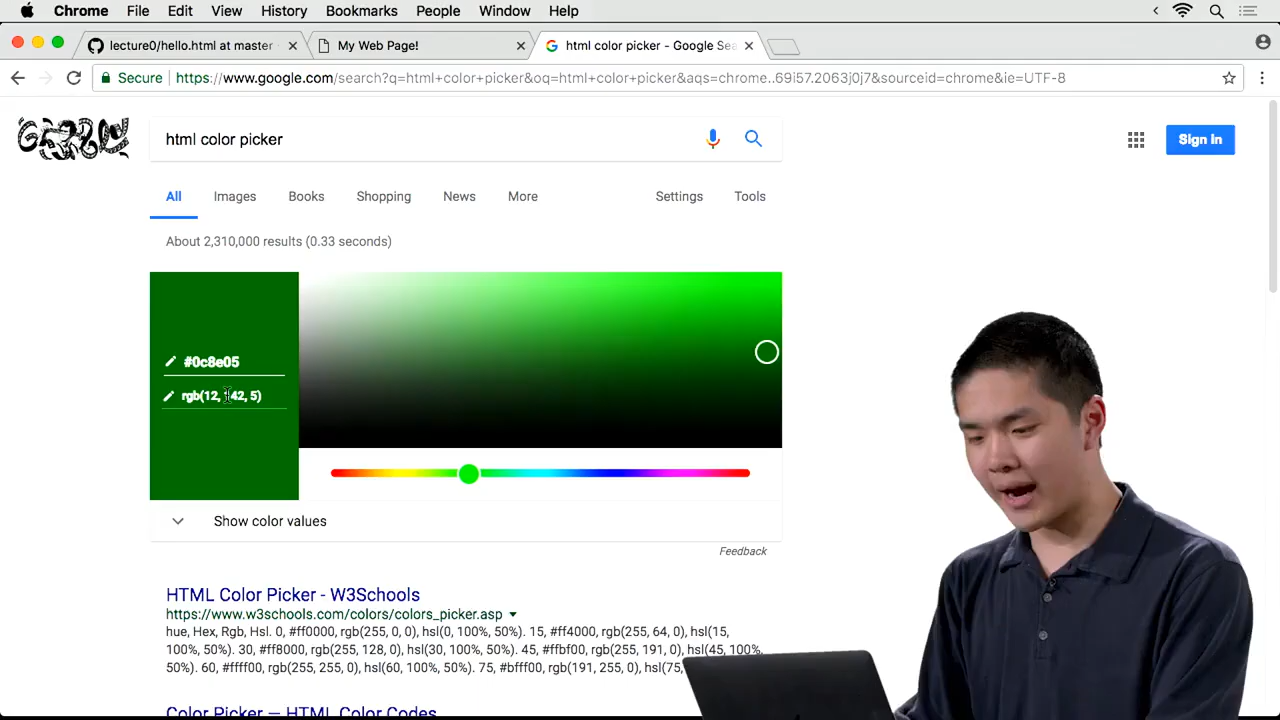 Chrome File Edit View History Bookmarks People Window Help
lecture0/hello.html at master
My Web Page!
html color picker - Google Sea
Secure https://www.google.com/search?q=html+color+picker&oq=html+color+picker&aqs=chrome..69i57.2063j0j7&sourceid=chrome&ie=UTF-8
html color picker
Sign in
All Images Books Shopping News More Settings Tools
About 2,310,000 results (0.33 seconds)
#0c8e05
rgb(12, 142, 5)
Show color values
Feedback
HTML Color Picker - W3Schools
https://www.w3schools.com/colors/colors_picker.asp
hue, Hex, Rgb, Hsl. 0, #ff0000, rgb(255, 0, 0), hsl(0, 100%, 50%). 15, #ff4000, rgb(255, 64, 0), hsl(15,
100%, 50%). 30, #ff8000, rgb(255, 128, 0), hsl(30, 100%, 50%). 45, #ffbf00, rgb(255, 191, 0), hsl(45, 100%,
50%). 60, #ffff00, rgb(255, 255, 0), hsl(60, 100%, 50%). 75, #bfff00, rgb(191, 255, 0), hsl(75,
Color Picker — HTML Color Codes